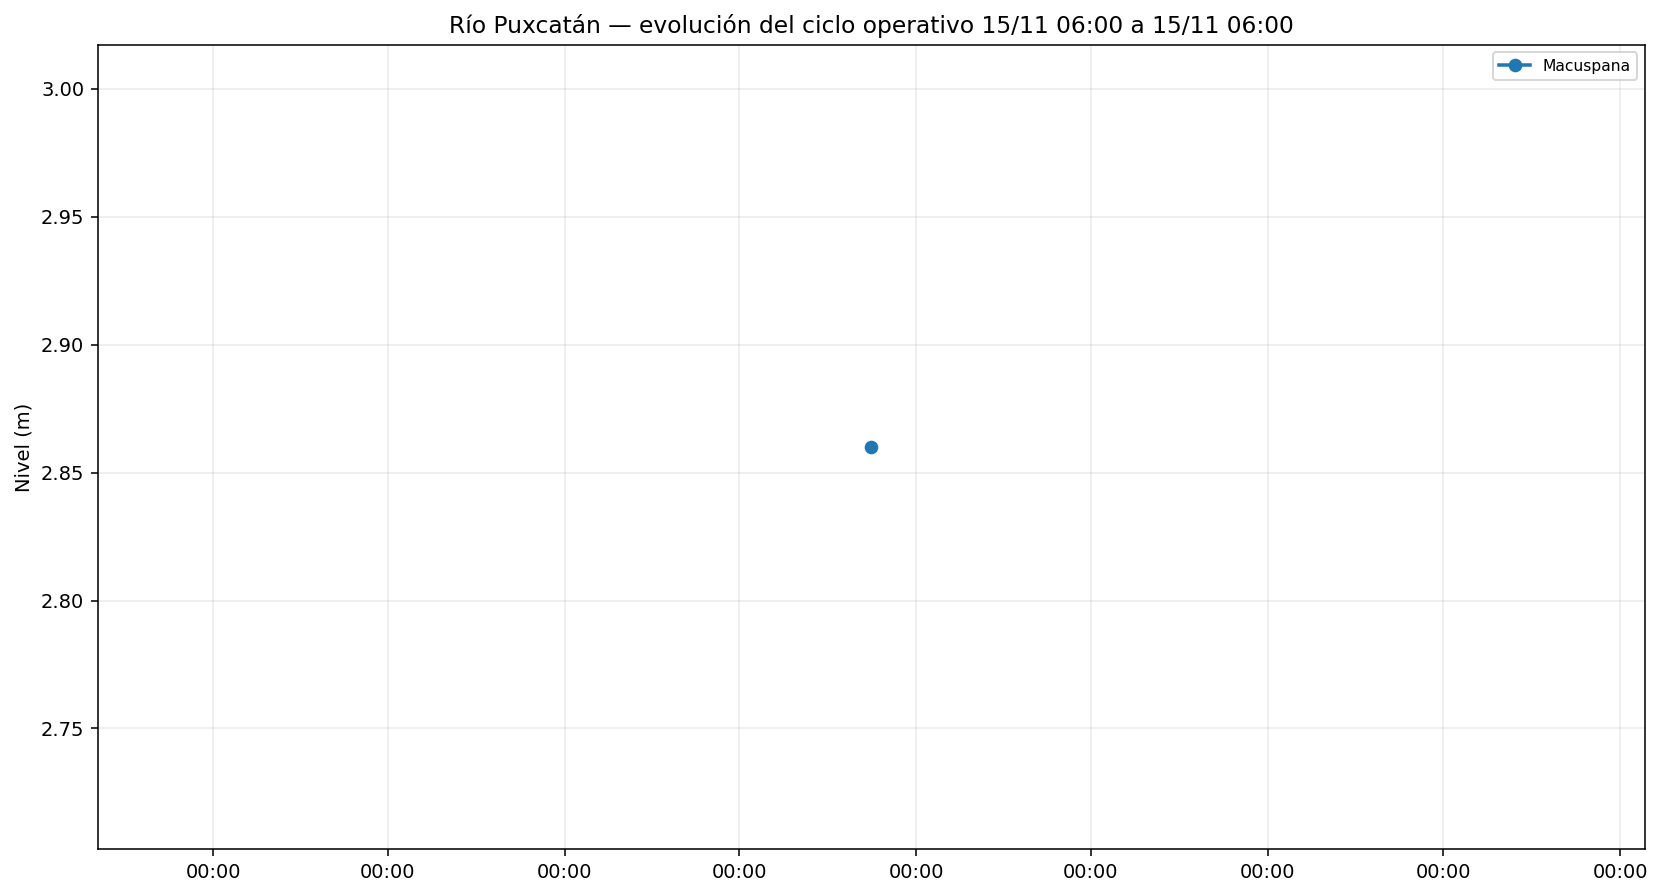 Río Puxcatán — evolución del ciclo operativo 15/11 06:00 a 15/11 06:00
Macuspana
Nivel (m)
3.00
2.95
2.90
2.85
2.80
2.75
00:00 00:00 00:00 00:00 00:00 00:00 00:00 00:00 00:00